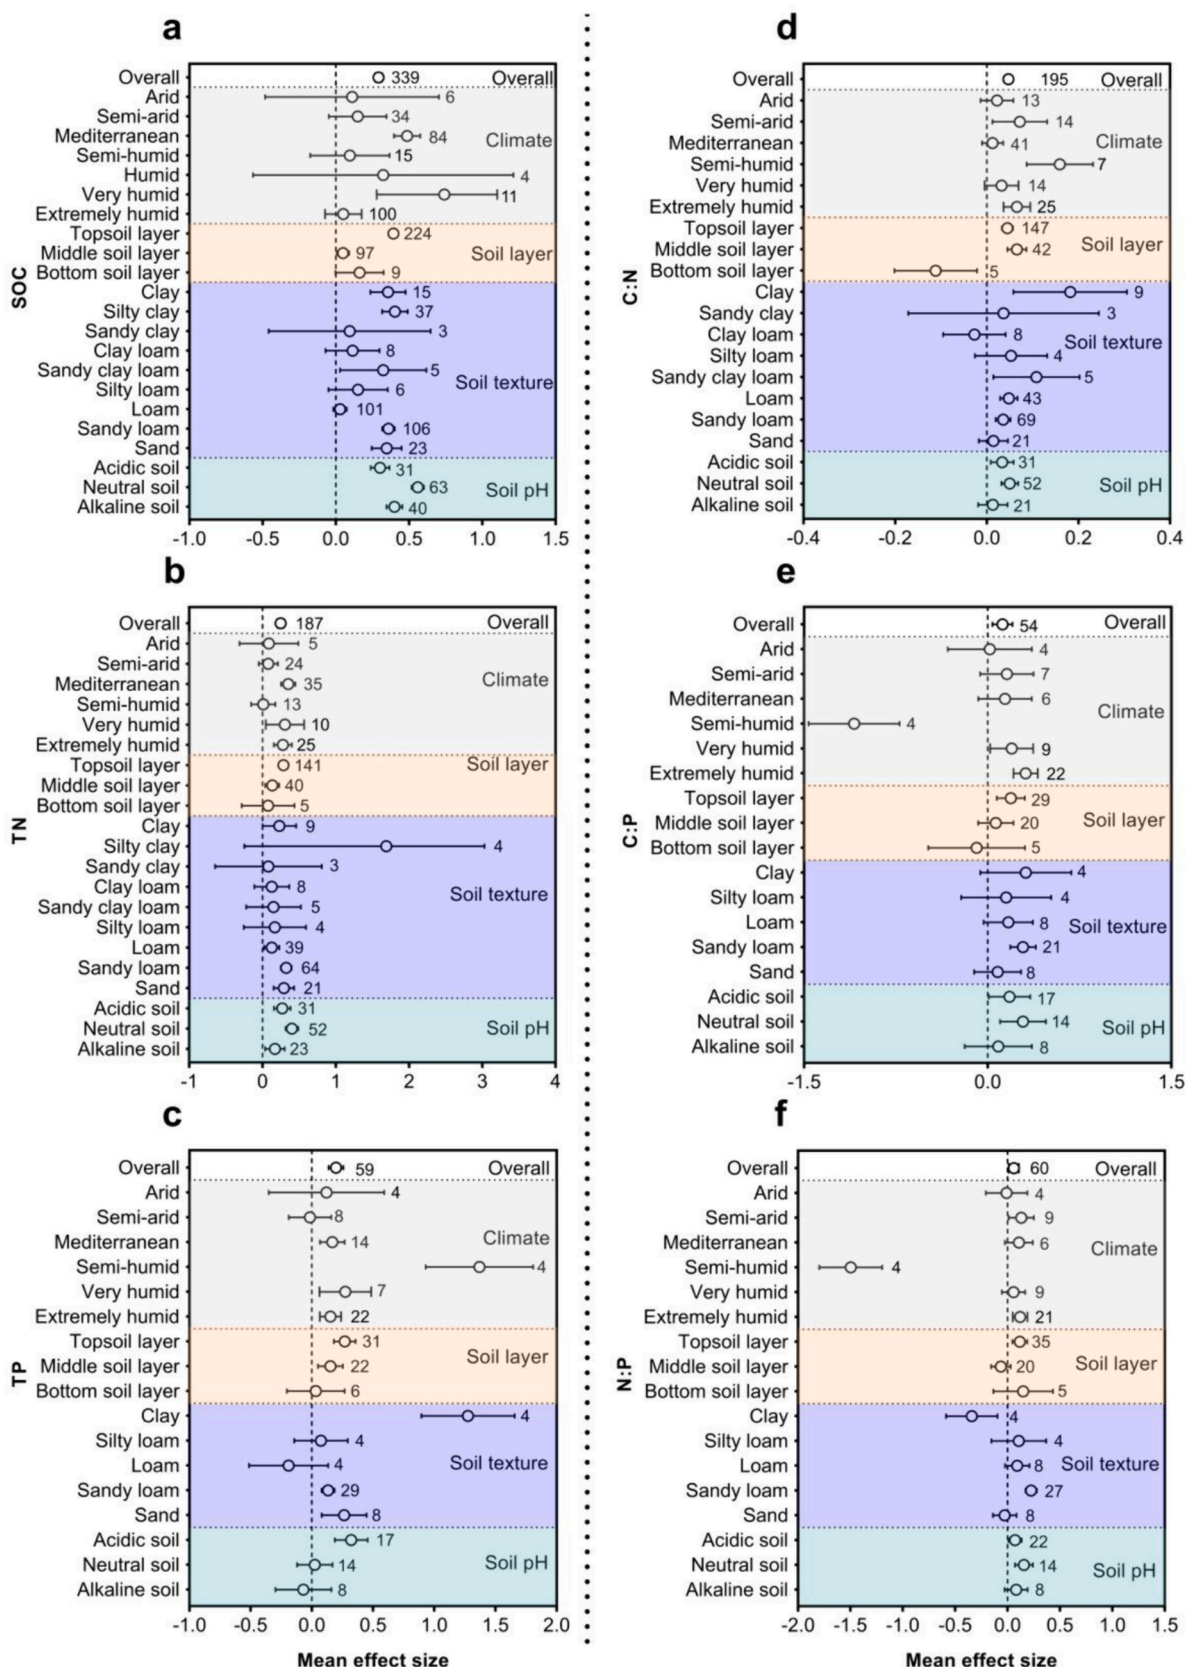 a
SOC
Overall 339 Overall
Arid 6
Semi-arid 34
Mediterranean 84
Climate
Semi-humid 15
Humid 4
Very humid 11
Extremely humid 100
Topsoil layer 224
Middle soil layer 97 Soil layer
Bottom soil layer 9
Clay 15
Silty clay 37
Sandy clay 3
Clay loam 8
Sandy clay loam 5
Soil texture
Silty loam 6
Loam 101
Sandy loam 106
Sand 23
Acidic soil 31
Neutral soil 63 Soil pH
Alkaline soil 40
-1.0 -0.5 0.0 0.5 1.0 1.5
b
TN
Overall 187 Overall
Arid 5
Semi-arid 24
Mediterranean 35 Climate
Semi-humid 13
Very humid 10
Extremely humid 25
Topsoil layer 141 Soil layer
Middle soil layer 40
Bottom soil layer 5
Clay 9
Silty clay 4
Sandy clay 3
Clay loam 8 Soil texture
Sandy clay loam 5
Silty loam 4
Loam 39
Sandy loam 64
Sand 21
Acidic soil 31
Neutral soil 52 Soil pH
Alkaline soil 23
-1 0 1 2 3 4
c
TP
Overall 59 Overall
Arid 4
Semi-arid 8
Mediterranean 14 Climate
Semi-humid 4
Very humid 7
Extremely humid 22
Topsoil layer 31
Soil layer
Middle soil layer 22
Bottom soil layer 6
Clay 4
Silty loam 4
Soil texture
Loam 4
Sandy loam 29
Sand 8
Acidic soil 17
Neutral soil 14 Soil pH
Alkaline soil 8
-1.0 -0.5 0.0 0.5 1.0 1.5 2.0
Mean effect size
d
C:N
Overall 195 Overall
Arid 13
Semi-arid 14
Mediterranean 41 Climate
Semi-humid 7
Very humid 14
Extremely humid 25
Topsoil layer 147
Middle soil layer 42 Soil layer
Bottom soil layer 5
Clay 9
Sandy clay 3
Clay loam 8 Soil texture
Silty loam 4
Sandy clay loam 5
Loam 43
Sandy loam 69
Sand 21
Acidic soil 31
Neutral soil 52 Soil pH
Alkaline soil 21
-0.4 -0.2 0.0 0.2 0.4
e
C:P
Overall 54 Overall
Arid 4
Semi-arid 7
Mediterranean 6
Climate
Semi-humid 4
Very humid 9
Extremely humid 22
Topsoil layer 29
Middle soil layer 20 Soil layer
Bottom soil layer 5
Clay 4
Silty loam 4
Loam 8 Soil texture
Sandy loam 21
Sand 8
Acidic soil 17
Neutral soil 14 Soil pH
Alkaline soil 8
-1.5 0.0 1.5
f
N:P
Overall 60 Overall
Arid 4
Semi-arid 9
Mediterranean 6 Climate
Semi-humid 4
Very humid 9
Extremely humid 21
Topsoil layer 35
Middle soil layer 20 Soil layer
Bottom soil layer 5
Clay 4
Silty loam 4
Loam 8 Soil texture
Sandy loam 27
Sand 8
Acidic soil 22
Neutral soil 14 Soil pH
Alkaline soil 8
-2.0 -1.5 -1.0 -0.5 0.0 0.5 1.0 1.5
Mean effect size